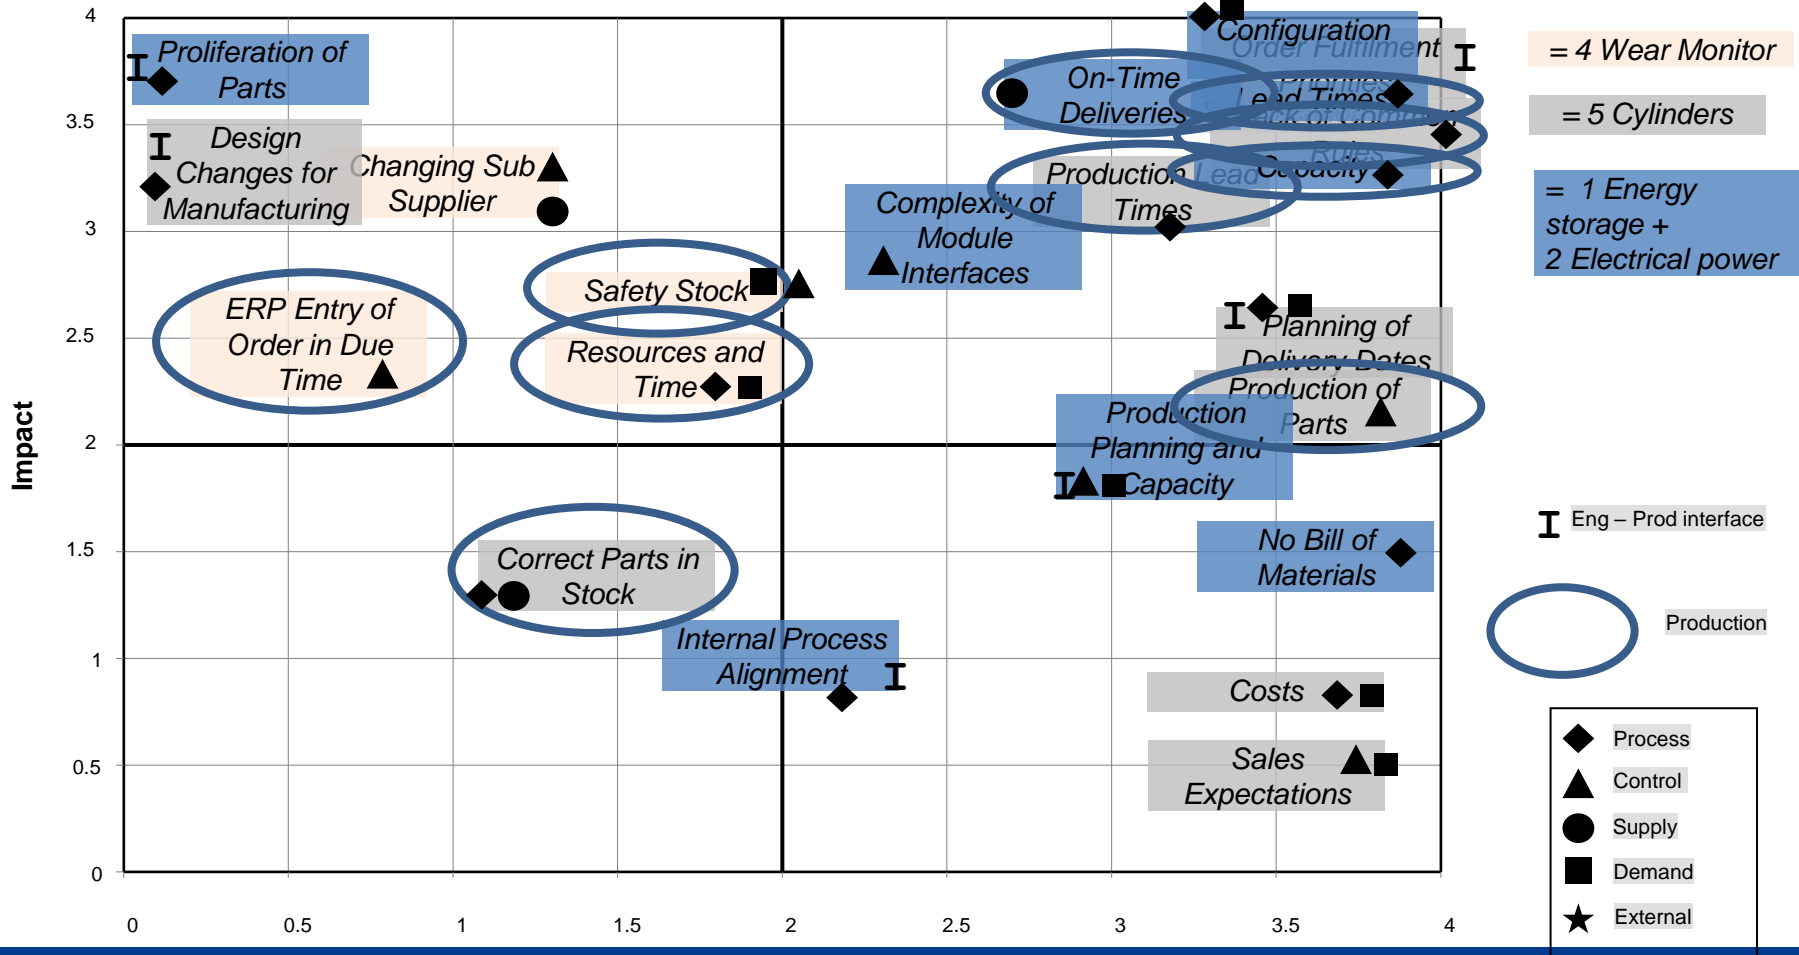 4
3.5
3
2.5
2
1.5
1
0.5
0
Impact
0
0.5
1
1.5
2
2.5
3
3.5
4
Proliferation of
Parts
Design
Changes for
Manufacturing
Changing Sub
Supplier
ERP Entry of
Order in Due
Time
Safety Stock
Resources and
Time
Correct Parts in
Stock
Internal Process
Alignment
On-Time
Deliveries
Complexity of
Module
Interfaces
Production Lead
Times
Configuration
Order Fulfilment
Priorities
Lead Times
Lack of Common
Rules
Capacity
Planning of
Delivery Dates
Production of
Parts
Production
Planning and
Capacity
No Bill of
Materials
Costs
Sales
Expectations
= 4 Wear Monitor
= 5 Cylinders
= 1 Energy
storage +
2 Electrical power
Eng – Prod interface
Production
Process
Control
Supply
Demand
External